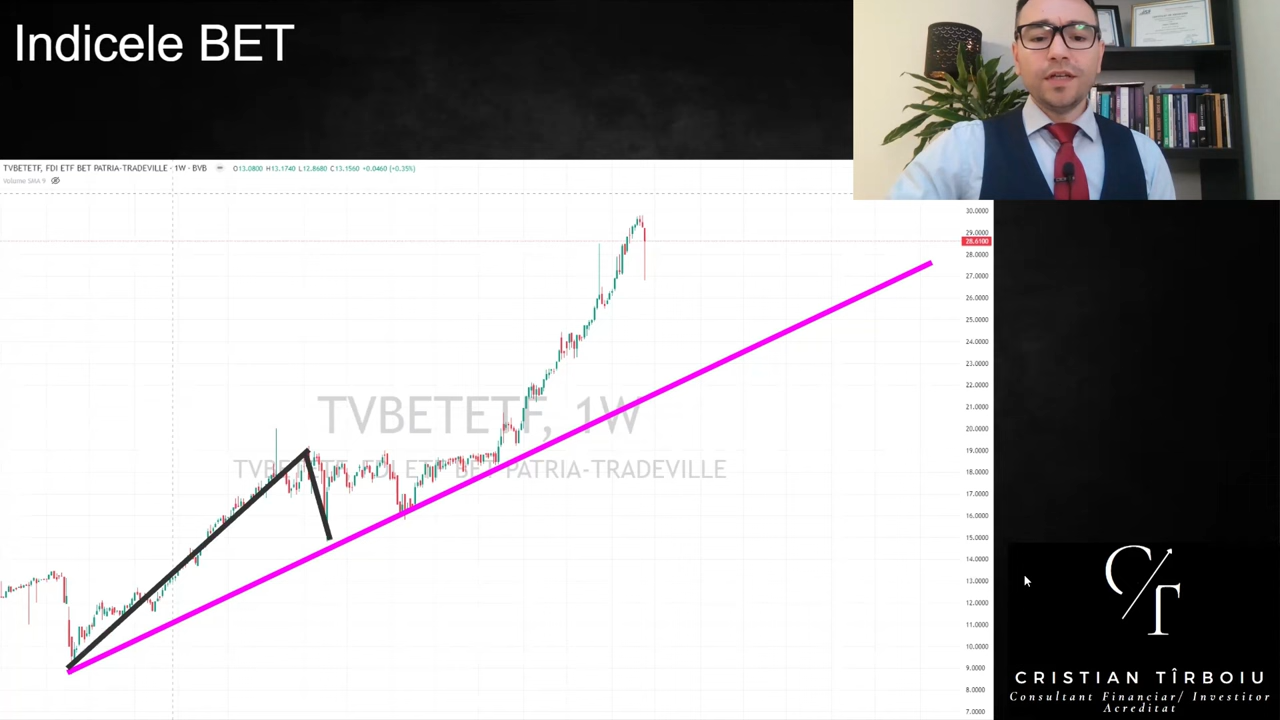 Indicele BET
TVBETETF, FDI ETF BET PATRIA-TRADEVILLE · 1W · BVB
O13.0800 H13.1740 L12.8680 C13.1560 +0.0460 (+0.35%)
Volume SMA 9
30.0000
29.0000
28.6100
28.0000
27.0000
26.0000
25.0000
24.0000
23.0000
22.0000
21.0000
20.0000
19.0000
18.0000
17.0000
16.0000
15.0000
14.0000
13.0000
12.0000
11.0000
10.0000
9.0000
8.0000
7.0000
TVBETETF, 1W
TVBETETF, FDI ETF BET PATRIA-TRADEVILLE
CT
CRISTIAN TÎRBOIU
Consultant Financiar/ Investitor
Acreditat